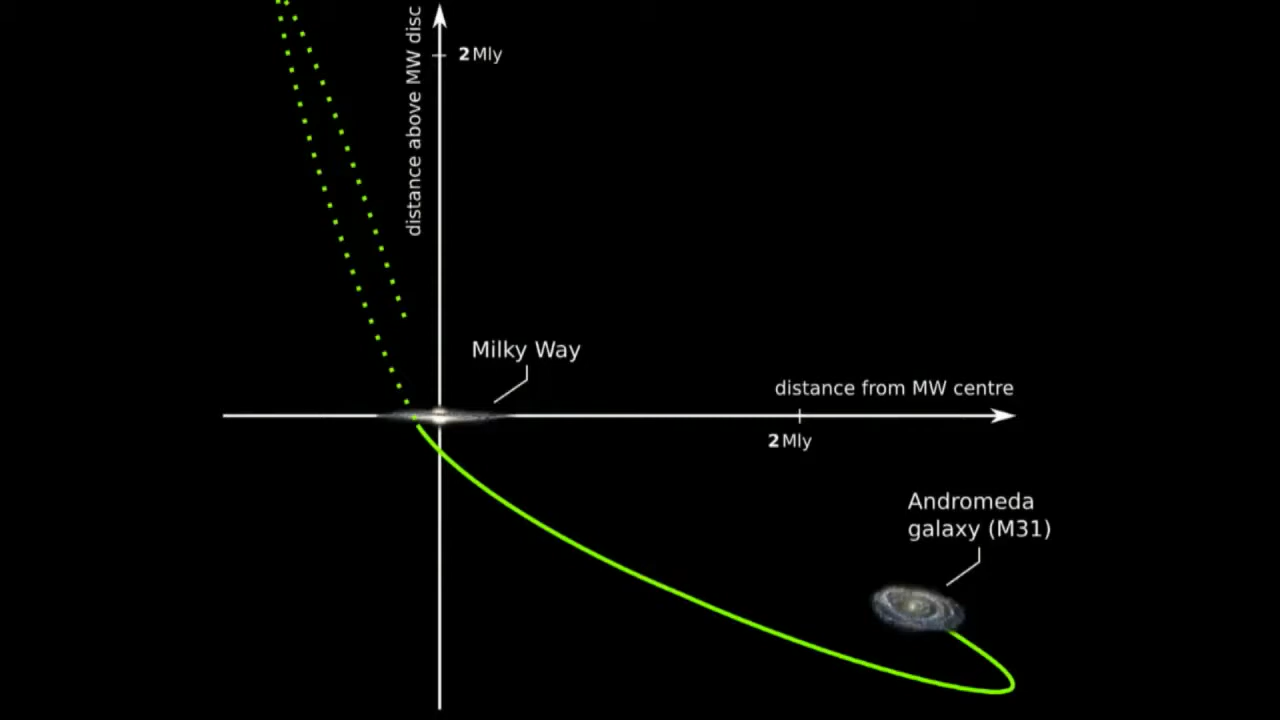 distance above MW disc
2 Mly
Milky Way
distance from MW centre
2 Mly
Andromeda
galaxy (M31)